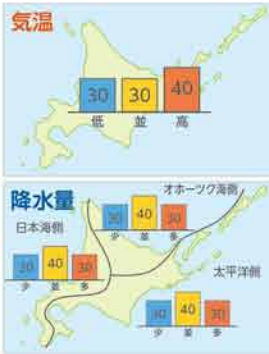 気温
30 30 40
低 並 高
降水量
オホーツク海側
30 40 30
少 並 多
日本海側
30 40 30
少 並 多
太平洋側
30 40 30
少 並 多